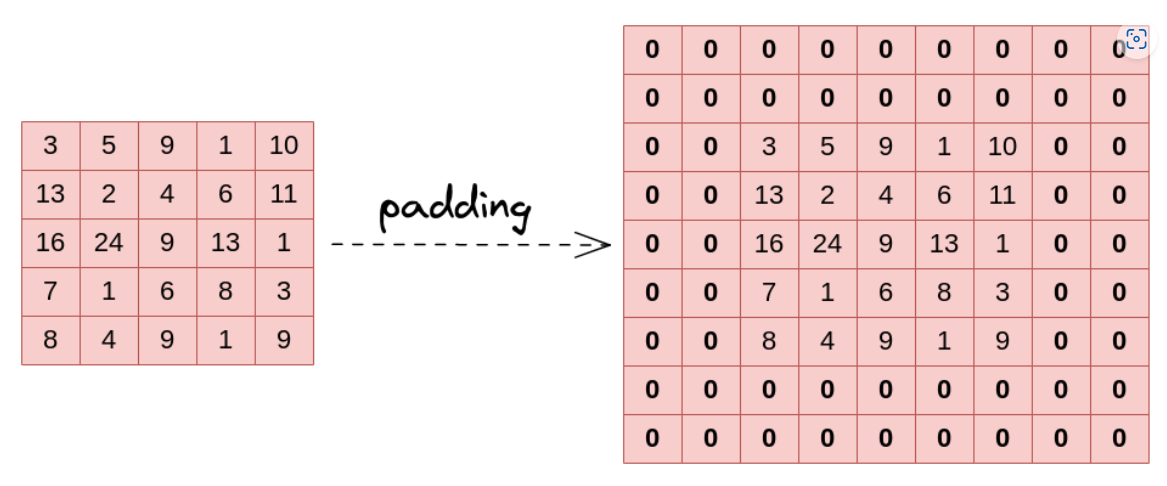 3 5 9 1 10
13 2 4 6 11
16 24 9 13 1
7 1 6 8 3
8 4 9 1 9
padding
0 0 0 0 0 0 0 0 0
0 0 0 0 0 0 0 0 0
0 0 3 5 9 1 10 0 0
0 0 13 2 4 6 11 0 0
0 0 16 24 9 13 1 0 0
0 0 7 1 6 8 3 0 0
0 0 8 4 9 1 9 0 0
0 0 0 0 0 0 0 0 0
0 0 0 0 0 0 0 0 0